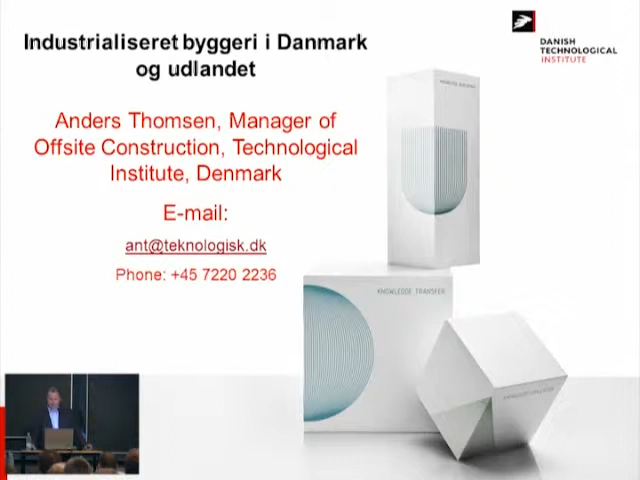 Industrialiseret byggeri i Danmark
og udlandet
DANISH
TECHNOLOGICAL
INSTITUTE
Anders Thomsen, Manager of
Offsite Construction, Technological
Institute, Denmark
E-mail:
ant@teknologisk.dk
Phone: +45 7220 2236
KNOWLEDGE TRANSFER